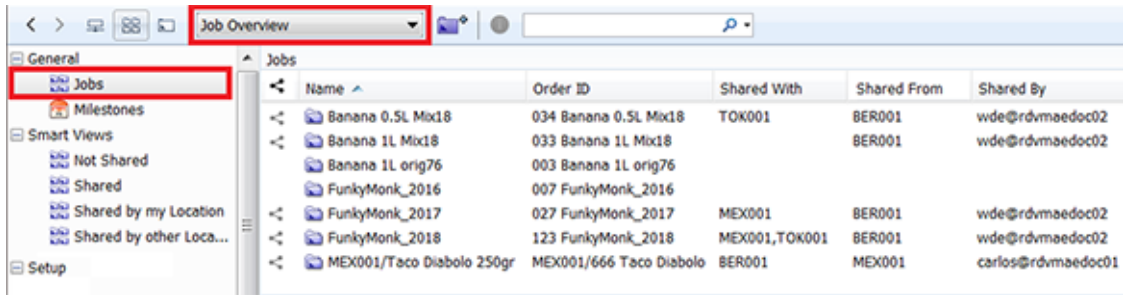 Job Overview
General
Jobs
Milestones
Smart Views
Not Shared
Shared
Shared by my Location
Shared by other Loca...
Setup
Jobs
Name Order ID Shared With Shared From Shared By
Banana 0.5L Mix18 034 Banana 0.5L Mix18 TOK001 BER001 wde@rdvmaedoc02
Banana 1L Mix18 033 Banana 1L Mix18 BER001 wde@rdvmaedoc02
Banana 1L orig76 003 Banana 1L orig76
FunkyMonk_2016 007 FunkyMonk_2016
FunkyMonk_2017 027 FunkyMonk_2017 MEX001 BER001 wde@rdvmaedoc02
FunkyMonk_2018 123 FunkyMonk_2018 MEX001,TOK001 BER001 wde@rdvmaedoc02
MEX001/Taco Diabolo 250gr MEX001/666 Taco Diabolo BER001 MEX001 carlos@rdvmaedoc01